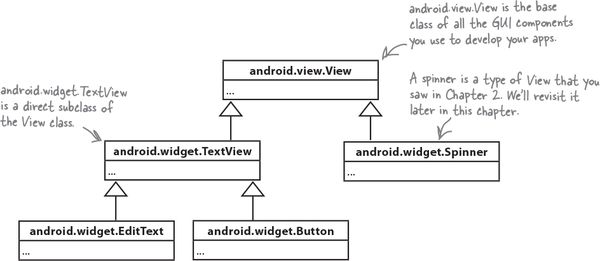 android.view.View is the base
class of all the GUI components
you use to develop your apps.
android.view.View
...
A spinner is a type of View that you
saw in Chapter 2. We'll revisit it
later in this chapter.
android.widget.TextView
is a direct subclass of
the View class.
android.widget.TextView
...
android.widget.Spinner
...
android.widget.EditText
...
android.widget.Button
...